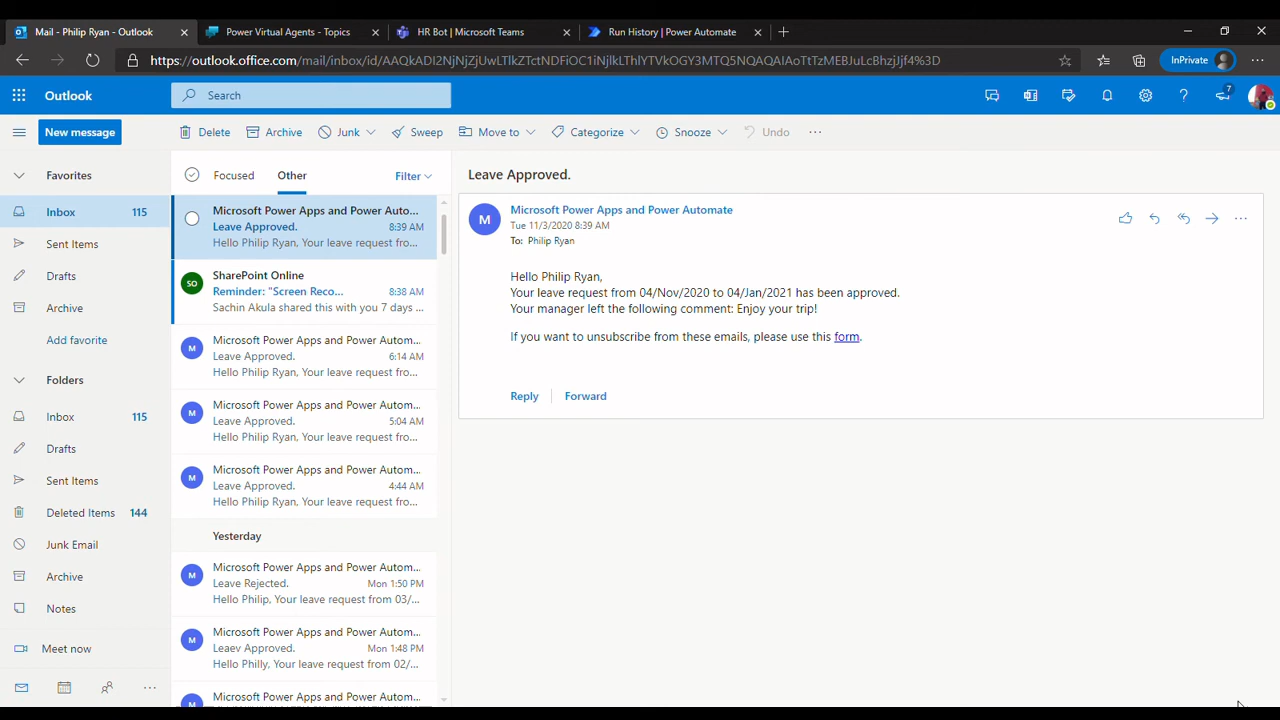 Mail - Philip Ryan - Outlook
Power Virtual Agents - Topics
HR Bot | Microsoft Teams
Run History | Power Automate
https://outlook.office.com/mail/inbox/id/AAQkADI2NjNjZjUwLTlkZTctNDFiOC1iNjlkLThlYTVkOGY3MTQ5NQAQAIAoTtTzMEBJuLcBhzjJjf4%3D
InPrivate
Outlook
Search
7
New message
Delete
Archive
Junk
Sweep
Move to
Categorize
Snooze
Undo
Favorites
Inbox 115
Sent Items
Drafts
Archive
Add favorite
Folders
Inbox 115
Drafts
Sent Items
Deleted Items 144
Junk Email
Archive
Notes
Meet now
Focused
Other
Filter
Microsoft Power Apps and Power Auto...
Leave Approved. 8:39 AM
Hello Philip Ryan, Your leave request fro...
SO
SharePoint Online
Reminder: "Screen Reco... 8:38 AM
Sachin Akula shared this with you 7 days ...
M
Microsoft Power Apps and Power Autom...
Leave Approved. 6:14 AM
Hello Philip Ryan, Your leave request fro...
M
Microsoft Power Apps and Power Autom...
Leave Approved. 5:04 AM
Hello Philip Ryan, Your leave request fro...
M
Microsoft Power Apps and Power Autom...
Leave Approved. 4:44 AM
Hello Philip Ryan, Your leave request fro...
Yesterday
M
Microsoft Power Apps and Power Autom...
Leave Rejected. Mon 1:50 PM
Hello Philip, Your leave request from 03/...
M
Microsoft Power Apps and Power Autom...
Leaev Approved. Mon 1:48 PM
Hello Philly, Your leave request from 02/...
M
Microsoft Power Apps and Power Autom...
Leave Approved.
M
Microsoft Power Apps and Power Automate
Tue 11/3/2020 8:39 AM
To: Philip Ryan
Hello Philip Ryan,
Your leave request from 04/Nov/2020 to 04/Jan/2021 has been approved.
Your manager left the following comment: Enjoy your trip!
If you want to unsubscribe from these emails, please use this form.
Reply
Forward